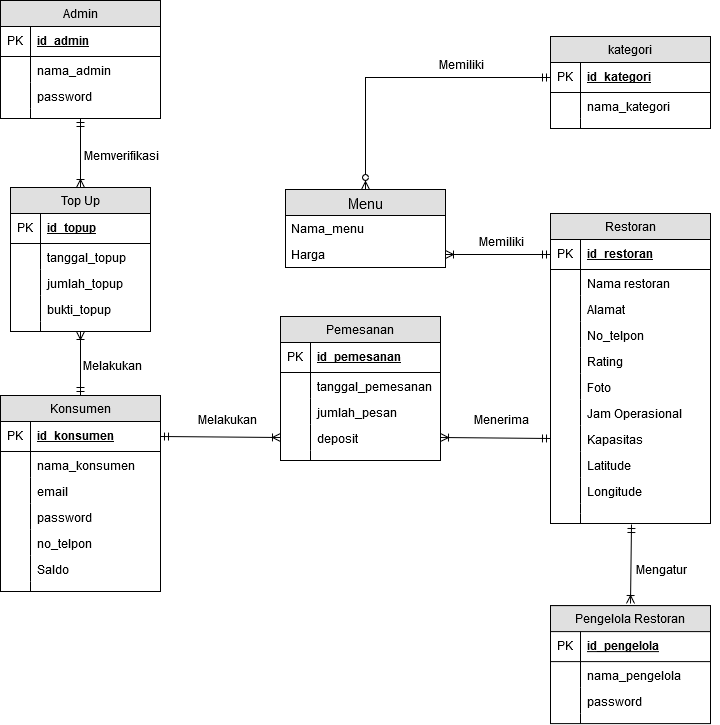 Admin
PK id_admin
nama_admin
password
Memverifikasi
Top Up
PK id_topup
tanggal_topup
jumlah_topup
bukti_topup
Melakukan
Konsumen
PK id_konsumen
nama_konsumen
email
password
no_telpon
Saldo
Melakukan
Pemesanan
PK id_pemesanan
tanggal_pemesanan
jumlah_pesan
deposit
Menerima
Memiliki
kategori
PK id_kategori
nama_kategori
Menu
Nama_menu
Harga
Memiliki
Restoran
PK id_restoran
Nama restoran
Alamat
No_telpon
Rating
Foto
Jam Operasional
Kapasitas
Latitude
Longitude
Mengatur
Pengelola Restoran
PK id_pengelola
nama_pengelola
password